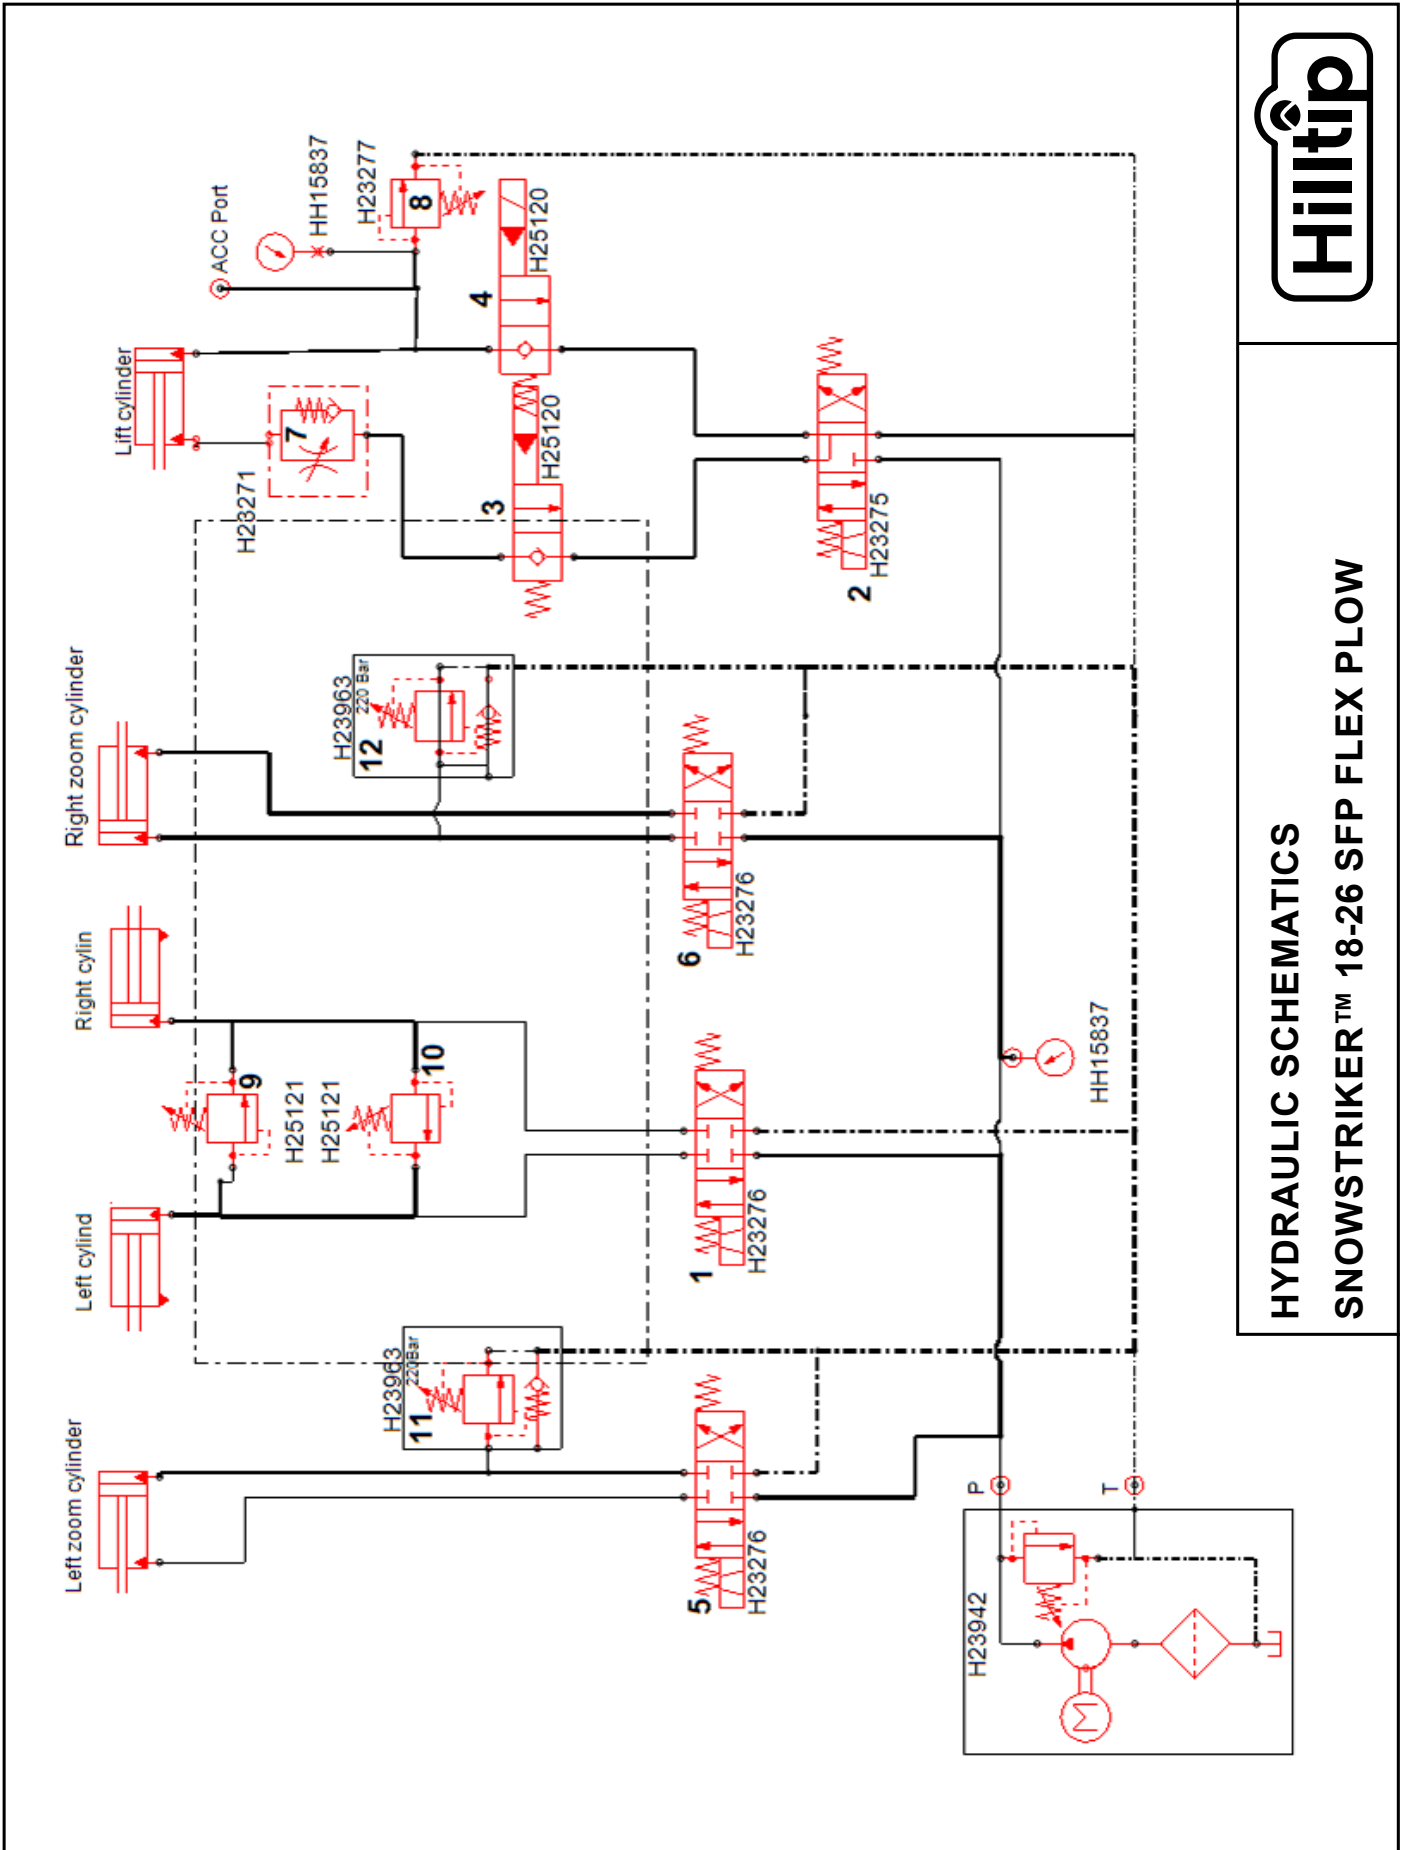 Left zoom cylinder
Left cylind
Right cylin
Right zoom cylinder
Lift cylinder
ACC Port
HH15837
H23277
8
H25120
4
H23271
7
H25120
3
H23275
2
H23963
220 Bar
12
9
H25121
H25121
10
H23963
220Bar
11
H23276
5
H23276
1
H23276
6
HH15837
P
T
H23942
M
HYDRAULIC SCHEMATICS
SNOWSTRIKER™ 18-26 SFP FLEX PLOW
Hilltip